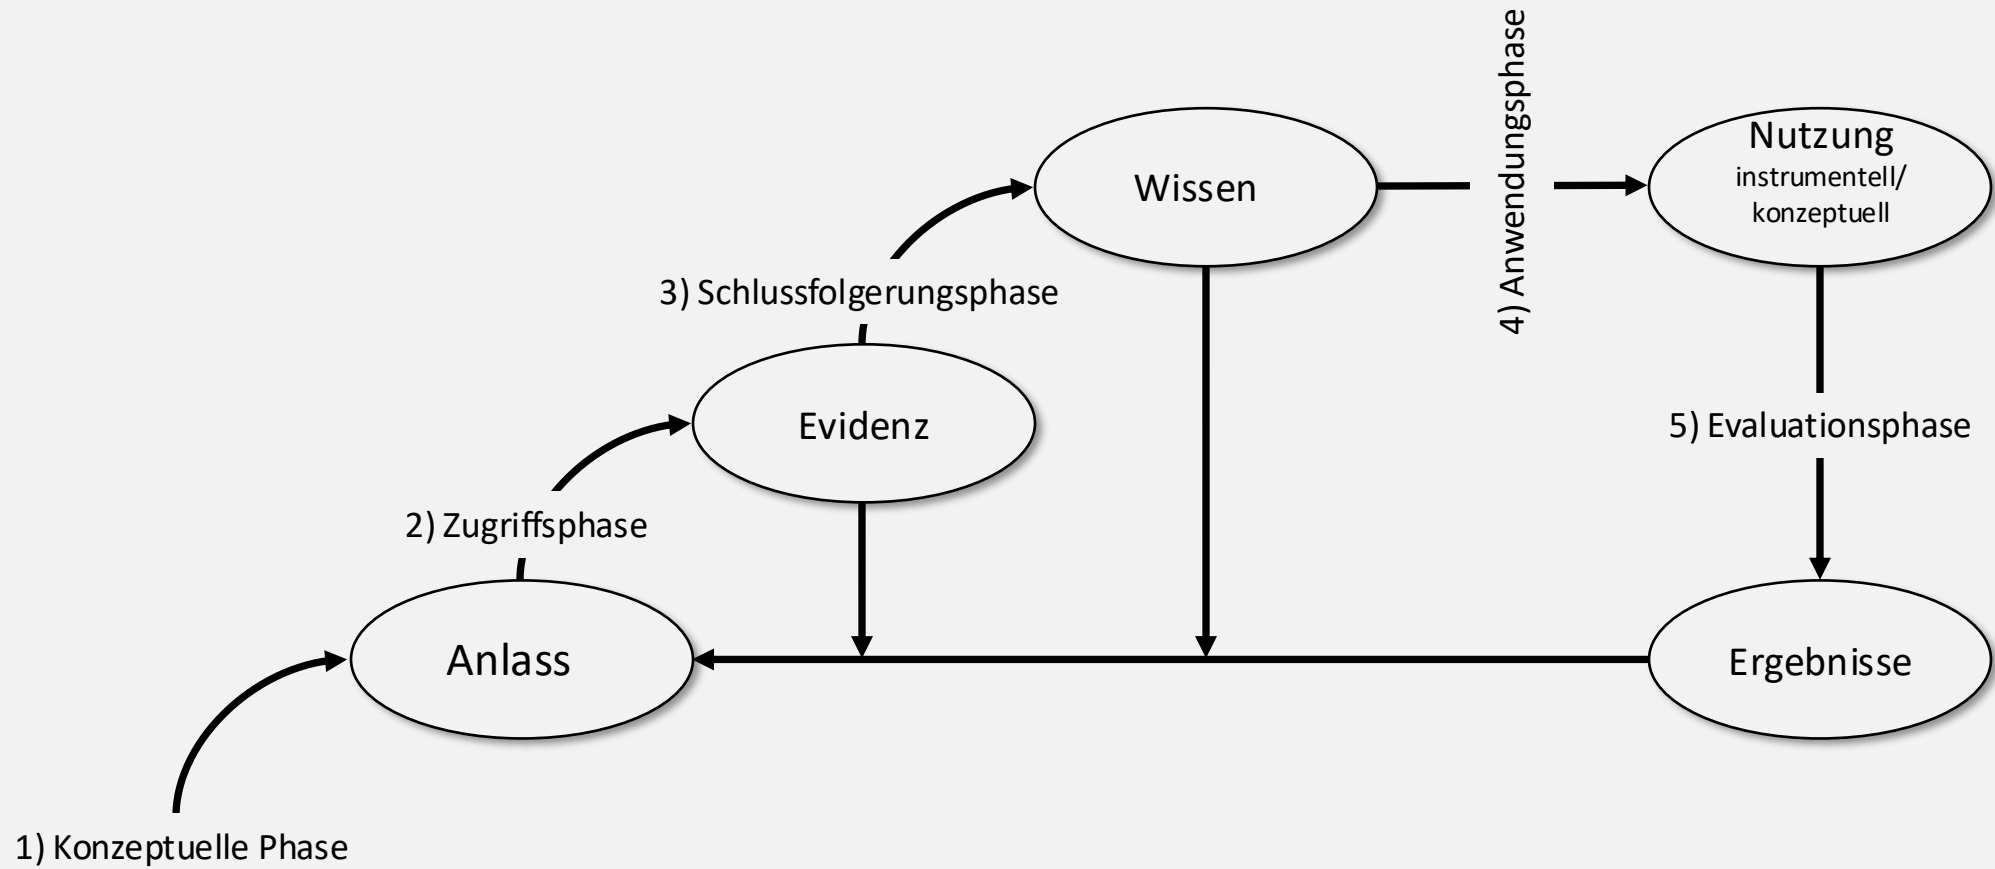 1) Konzeptuelle Phase
Anlass
2) Zugriffsphase
Evidenz
3) Schlussfolgerungsphase
Wissen
4) Anwendungsphase
Nutzung
instrumentell/
konzeptuell
5) Evaluationsphase
Ergebnisse